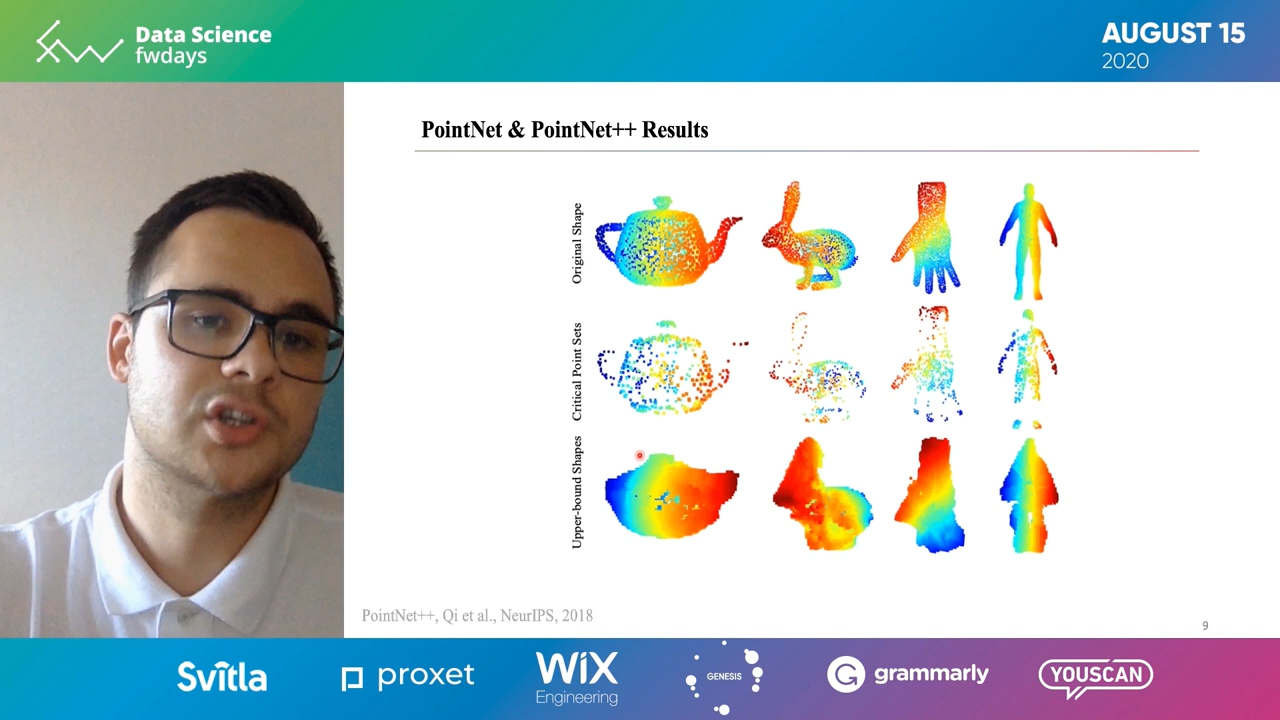 Data Science
fwdays
AUGUST 15
2020
PointNet & PointNet++ Results
Original Shape
Critical Point Sets
Upper-bound Shapes
PointNet++, Qi et al., NeurIPS, 2018
9
Svitla
proxet
WiX
Engineering
GENESIS
grammarly
YOUSCAN